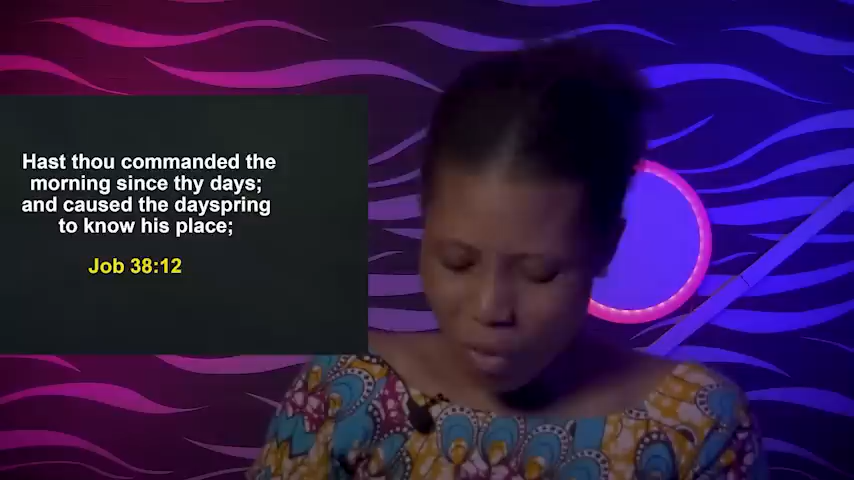 Hast thou commanded the
morning since thy days;
and caused the dayspring
to know his place;
Job 38:12